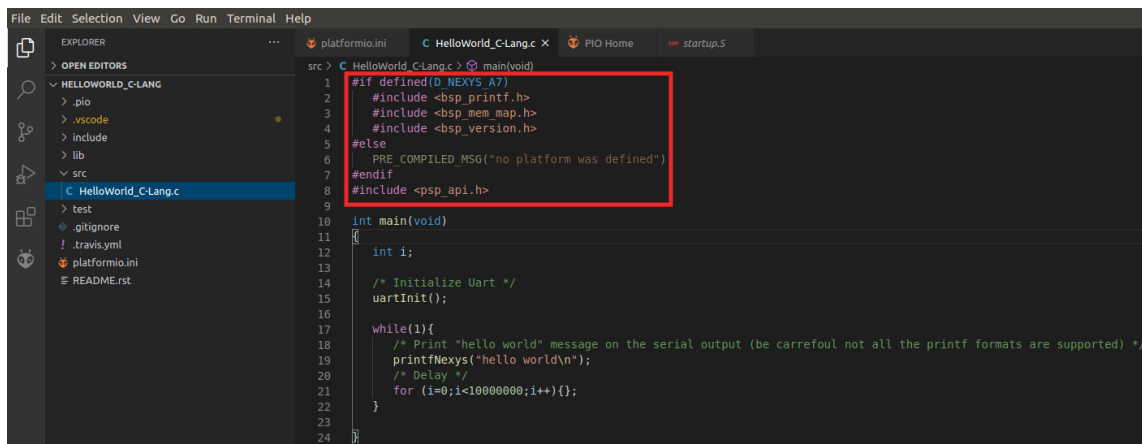 File Edit Selection View Go Run Terminal Help
EXPLORER ...
OPEN EDITORS
HELLOWORLD_C-LANG
.pio
.vscode
include
lib
src
C HelloWorld_C-Lang.c
test
.gitignore
! .travis.yml
platformio.ini
README.rst
platformio.ini C HelloWorld_C-Lang.c × PIO Home ASM startup.S
src > C HelloWorld_C-Lang.c > main(void)
1 #if defined(D_NEXYS_A7)
2 #include <bsp_printf.h>
3 #include <bsp_mem_map.h>
4 #include <bsp_version.h>
5 #else
6 PRE_COMPILED_MSG("no platform was defined")
7 #endif
8 #include <psp_api.h>
9
10 int main(void)
11 {
12 int i;
13
14 /* Initialize Uart */
15 uartInit();
16
17 while(1){
18 /* Print "hello world" message on the serial output (be carrefoul not all the printf formats are supported) */
19 printfNexys("hello world\n");
20 /* Delay */
21 for (i=0;i<10000000;i++){};
22 }
23
24 }